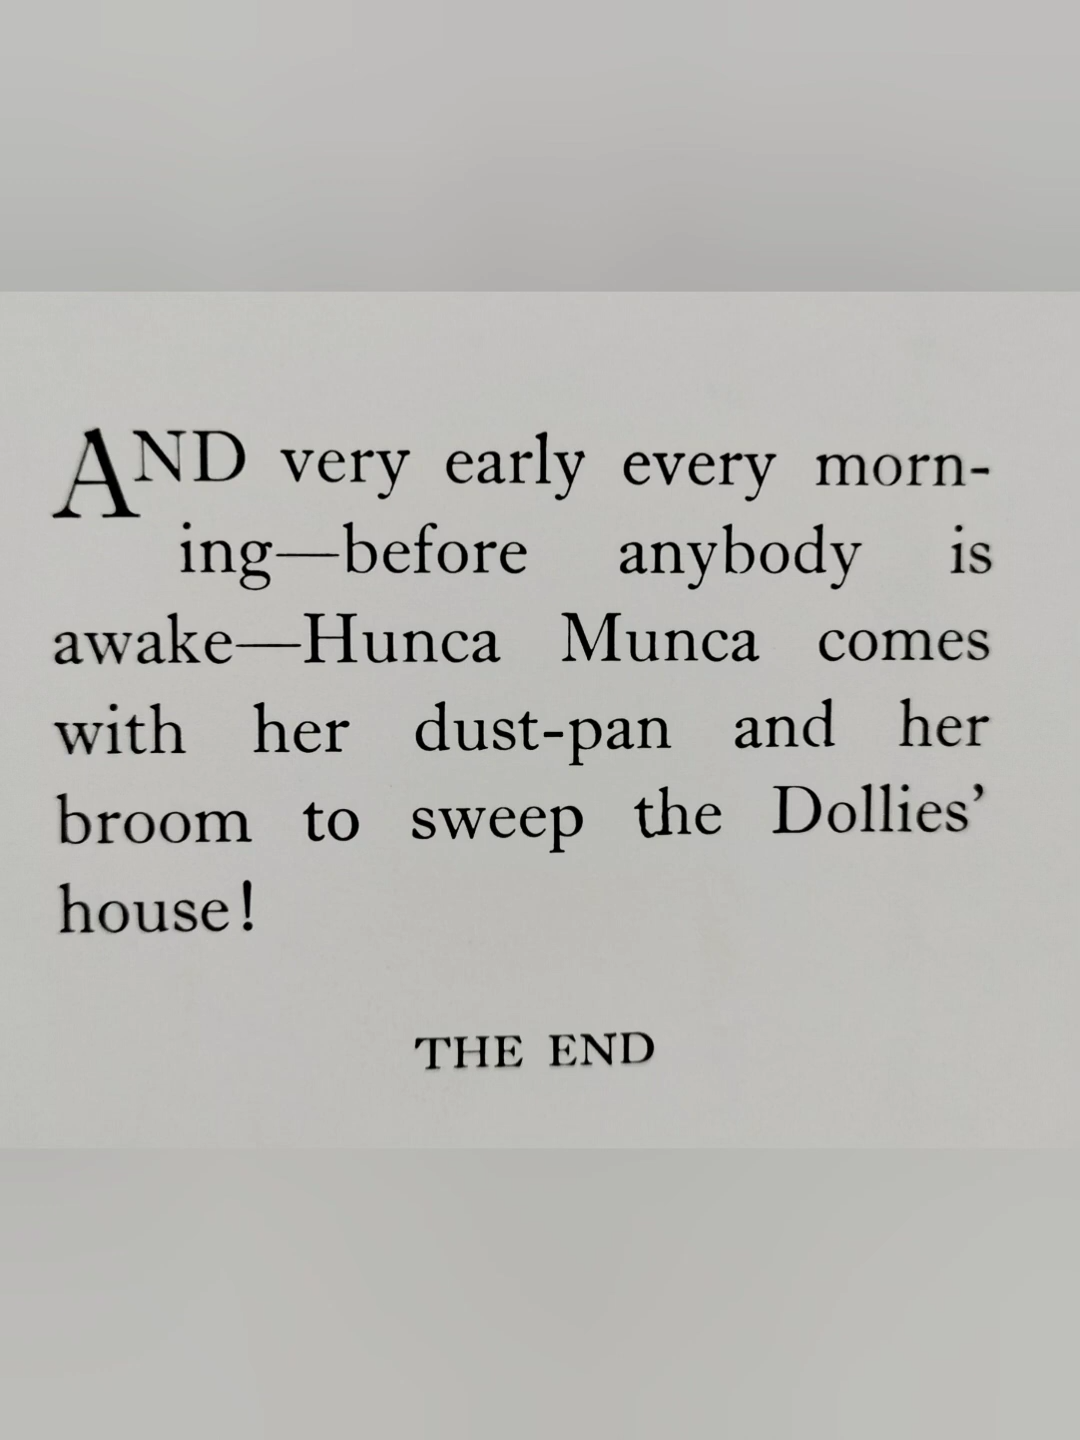 AND very early every morn-
ing—before anybody is
awake—Hunca Munca comes
with her dust-pan and her
broom to sweep the Dollies’
house!
THE END